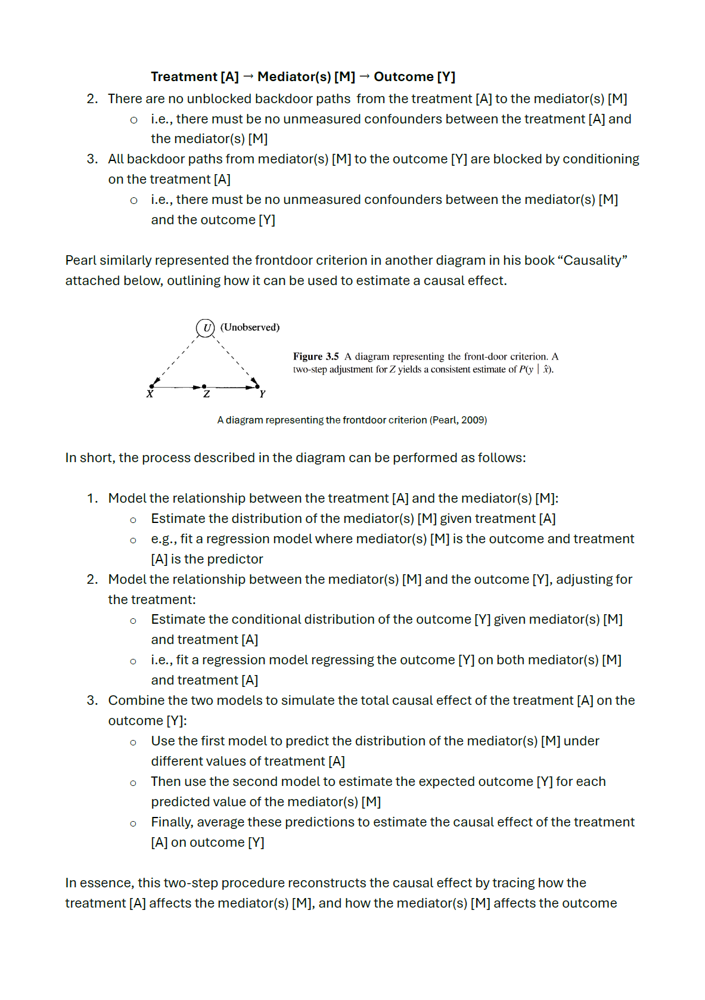 Treatment [A] → Mediator(s) [M] → Outcome [Y]
2. There are no unblocked backdoor paths  from the treatment [A] to the mediator(s) [M]
o i.e., there must be no unmeasured confounders between the treatment [A] and
the mediator(s) [M]
3. All backdoor paths from mediator(s) [M] to the outcome [Y] are blocked by conditioning
on the treatment [A]
o i.e., there must be no unmeasured confounders between the mediator(s) [M]
and the outcome [Y]
Pearl similarly represented the frontdoor criterion in another diagram in his book “Causality”
attached below, outlining how it can be used to estimate a causal effect.
U (Unobserved)
Figure 3.5 A diagram representing the front-door criterion. A
two-step adjustment for Z yields a consistent estimate of P(y | x̂).
X Z Y
A diagram representing the frontdoor criterion (Pearl, 2009)
In short, the process described in the diagram can be performed as follows:
1. Model the relationship between the treatment [A] and the mediator(s) [M]:
o Estimate the distribution of the mediator(s) [M] given treatment [A]
o e.g., fit a regression model where mediator(s) [M] is the outcome and treatment
[A] is the predictor
2. Model the relationship between the mediator(s) [M] and the outcome [Y], adjusting for
the treatment:
o Estimate the conditional distribution of the outcome [Y] given mediator(s) [M]
and treatment [A]
o i.e., fit a regression model regressing the outcome [Y] on both mediator(s) [M]
and treatment [A]
3. Combine the two models to simulate the total causal effect of the treatment [A] on the
outcome [Y]:
o Use the first model to predict the distribution of the mediator(s) [M] under
different values of treatment [A]
o Then use the second model to estimate the expected outcome [Y] for each
predicted value of the mediator(s) [M]
o Finally, average these predictions to estimate the causal effect of the treatment
[A] on outcome [Y]
In essence, this two-step procedure reconstructs the causal effect by tracing how the
treatment [A] affects the mediator(s) [M], and how the mediator(s) [M] affects the outcome